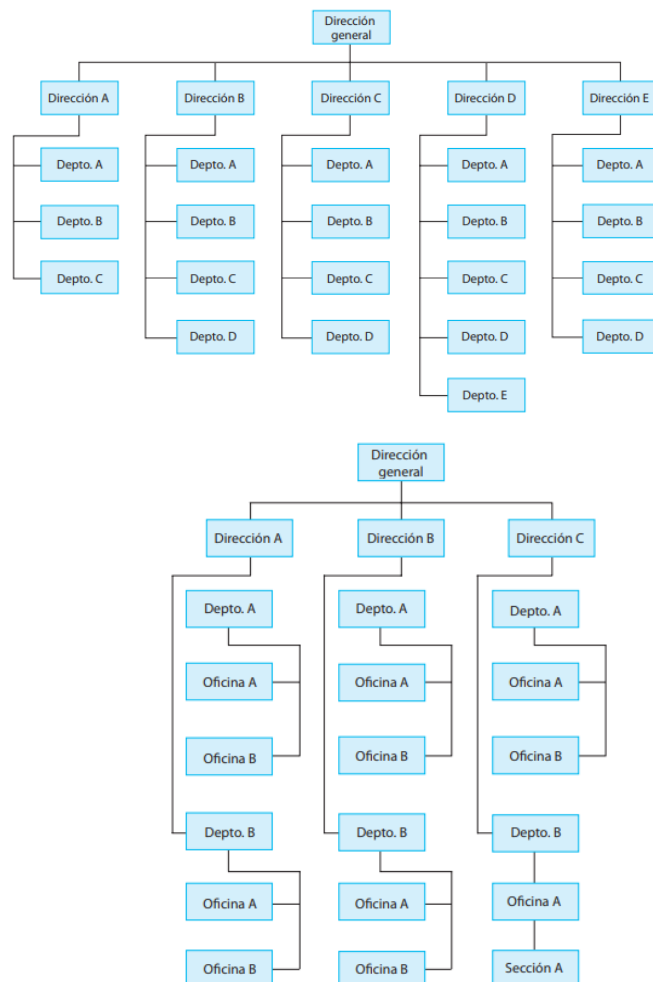 Dirección
general
Dirección A
Dirección B
Dirección C
Dirección D
Dirección E
Depto. A
Depto. A
Depto. A
Depto. A
Depto. A
Depto. B
Depto. B
Depto. B
Depto. B
Depto. B
Depto. C
Depto. C
Depto. C
Depto. C
Depto. C
Depto. D
Depto. D
Depto. D
Depto. D
Depto. E
Dirección
general
Dirección A
Dirección B
Dirección C
Depto. A
Depto. A
Depto. A
Oficina A
Oficina A
Oficina A
Oficina B
Oficina B
Oficina B
Depto. B
Depto. B
Depto. B
Oficina A
Oficina A
Oficina A
Oficina B
Oficina B
Sección A